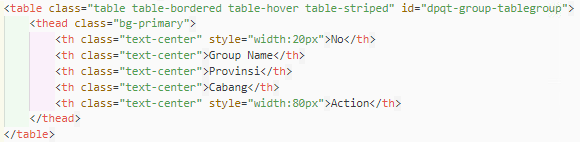 <table class="table table-bordered table-hover table-striped" id="dpqt-group-tablegroup">
<thead class="bg-primary">
<th class="text-center" style="width:20px">No</th>
<th class="text-center">Group Name</th>
<th class="text-center">Provinsi</th>
<th class="text-center">Cabang</th>
<th class="text-center" style="width:80px">Action</th>
</thead>
</table>